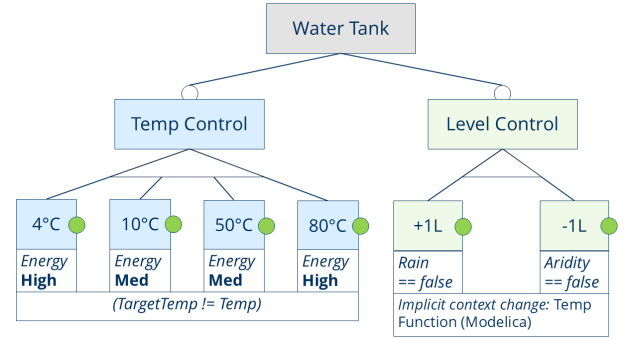 Water Tank
Temp Control
Level Control
4°C
10°C
50°C
80°C
+1L
-1L
Energy
High
Energy
Med
Energy
Med
Energy
High
Rain
== false
Aridity
== false
(TargetTemp != Temp)
Implicit context change: Temp
Function (Modelica)